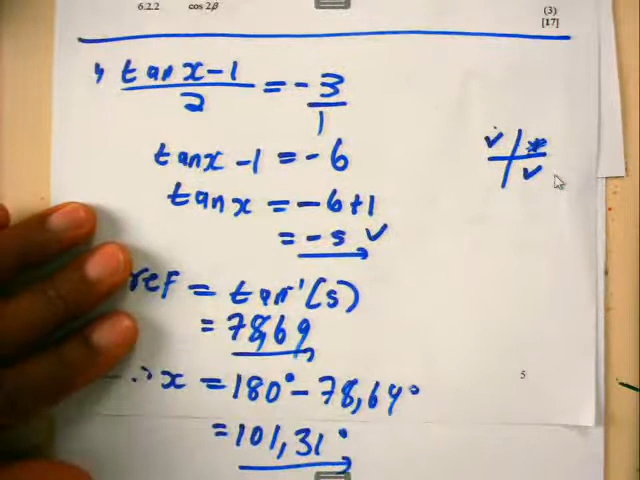 6.2.2 cos 2β
(3)
[17]
tan x - 1 / 2 = - 3 / 1
tan x - 1 = - 6
tan x = - 6 + 1
= - 5 ✓
ref = tan⁻¹(5)
= 78,69
∴ x = 180° - 78,69°
= 101,31°
5